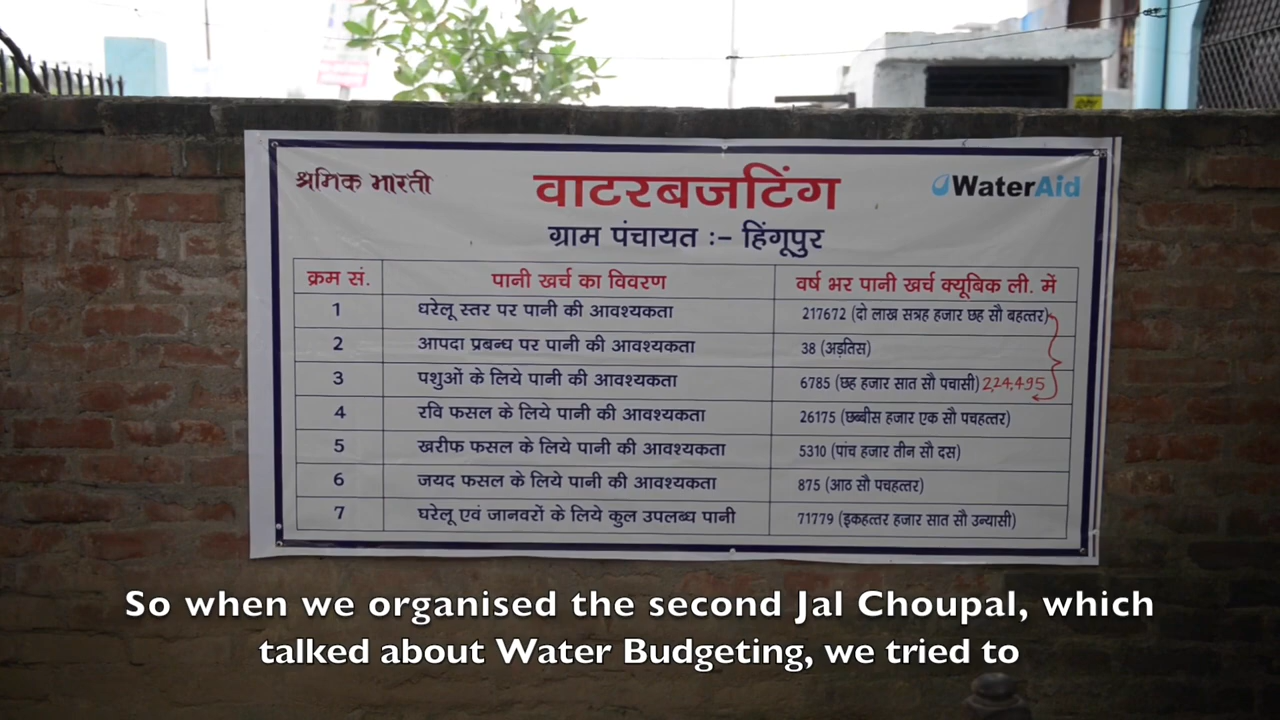 श्रमिक भारती
वाटरबजटिंग
WaterAid
ग्राम पंचायत :- हिंगूपुर
क्रम सं. पानी खर्च का विवरण वर्ष भर पानी खर्च क्यूबिक ली. में
1 घरेलू स्तर पर पानी की आवश्यकता 217672 (दो लाख सत्रह हजार छह सौ बहत्तर)
2 आपदा प्रबन्ध पर पानी की आवश्यकता 38 (अड़तिस)
3 पशुओं के लिये पानी की आवश्यकता 6785 (छह हजार सात सौ पचासी) 2,24,495
4 रवि फसल के लिये पानी की आवश्यकता 26175 (छब्बीस हजार एक सौ पचहत्तर)
5 खरीफ फसल के लिये पानी की आवश्यकता 5310 (पांच हजार तीन सौ दस)
6 जयद फसल के लिये पानी की आवश्यकता 875 (आठ सौ पचहत्तर)
7 घरेलू एवं जानवरों के लिये कुल उपलब्ध पानी 71779 (इकहत्तर हजार सात सौ उन्यासी)
So when we organised the second Jal Choupal, which
talked about Water Budgeting, we tried to